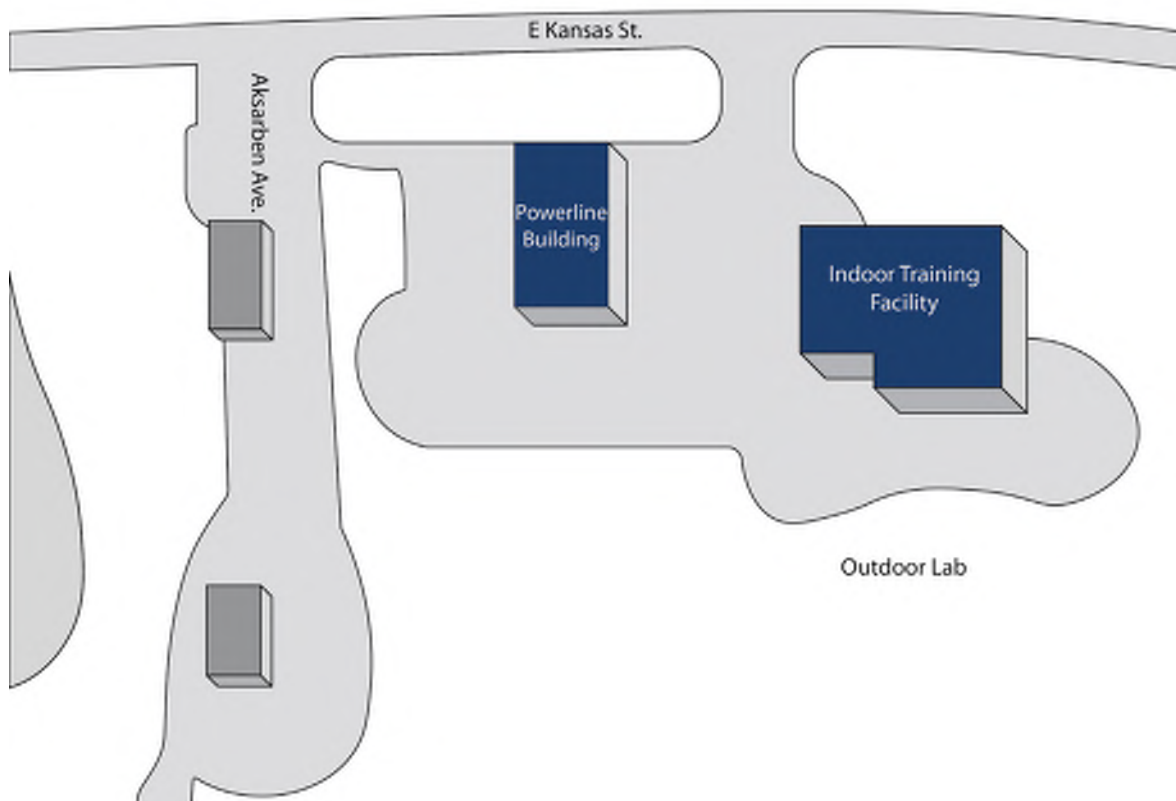 E Kansas St.
Aksarben Ave.
Powerline
Building
Indoor Training
Facility
Outdoor Lab